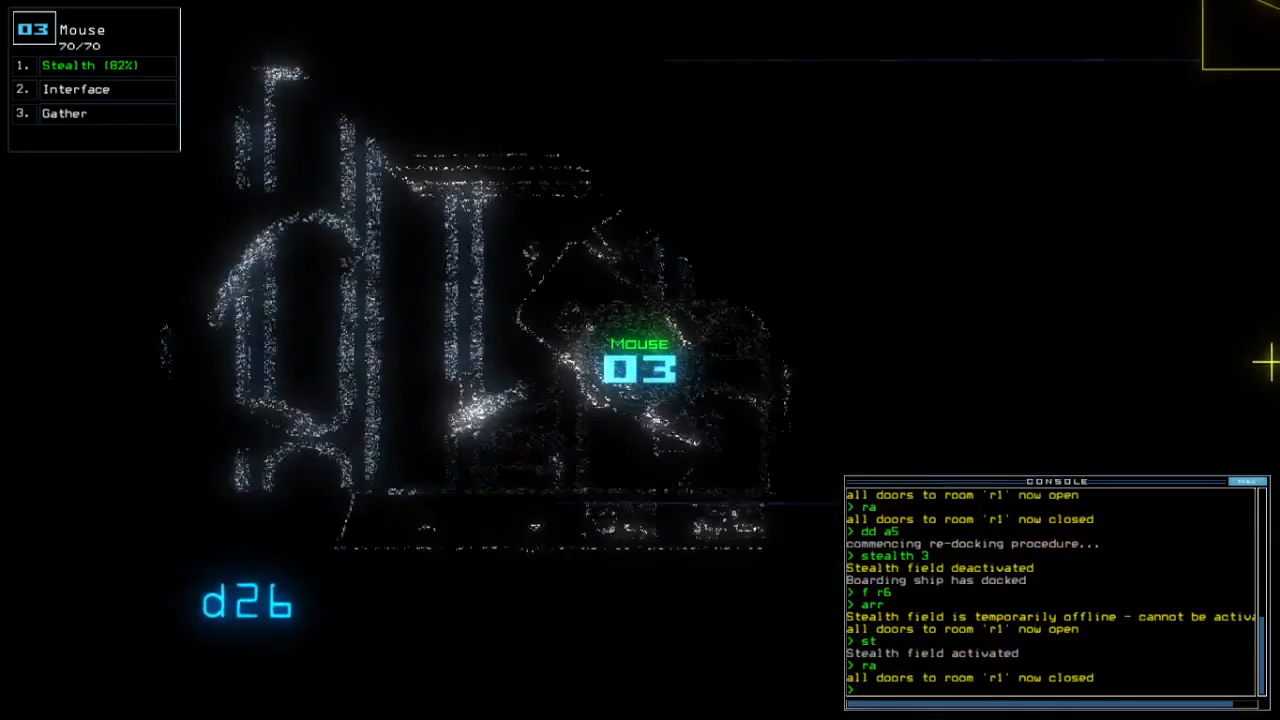 03 Mouse
70/70
1. Stealth (82%)
2. Interface
3. Gather
Mouse
03
d26
CONSOLE
all doors to room 'r1' now open
> ra
all doors to room 'r1' now closed
> dd a5
commencing re-docking procedure...
> stealth 3
Stealth field deactivated
Boarding ship has docked
> f r6
> arr
Stealth field is temporarily offline - cannot be activa
all doors to room 'r1' now open
> st
Stealth field activated
> ra
all doors to room 'r1' now closed
>